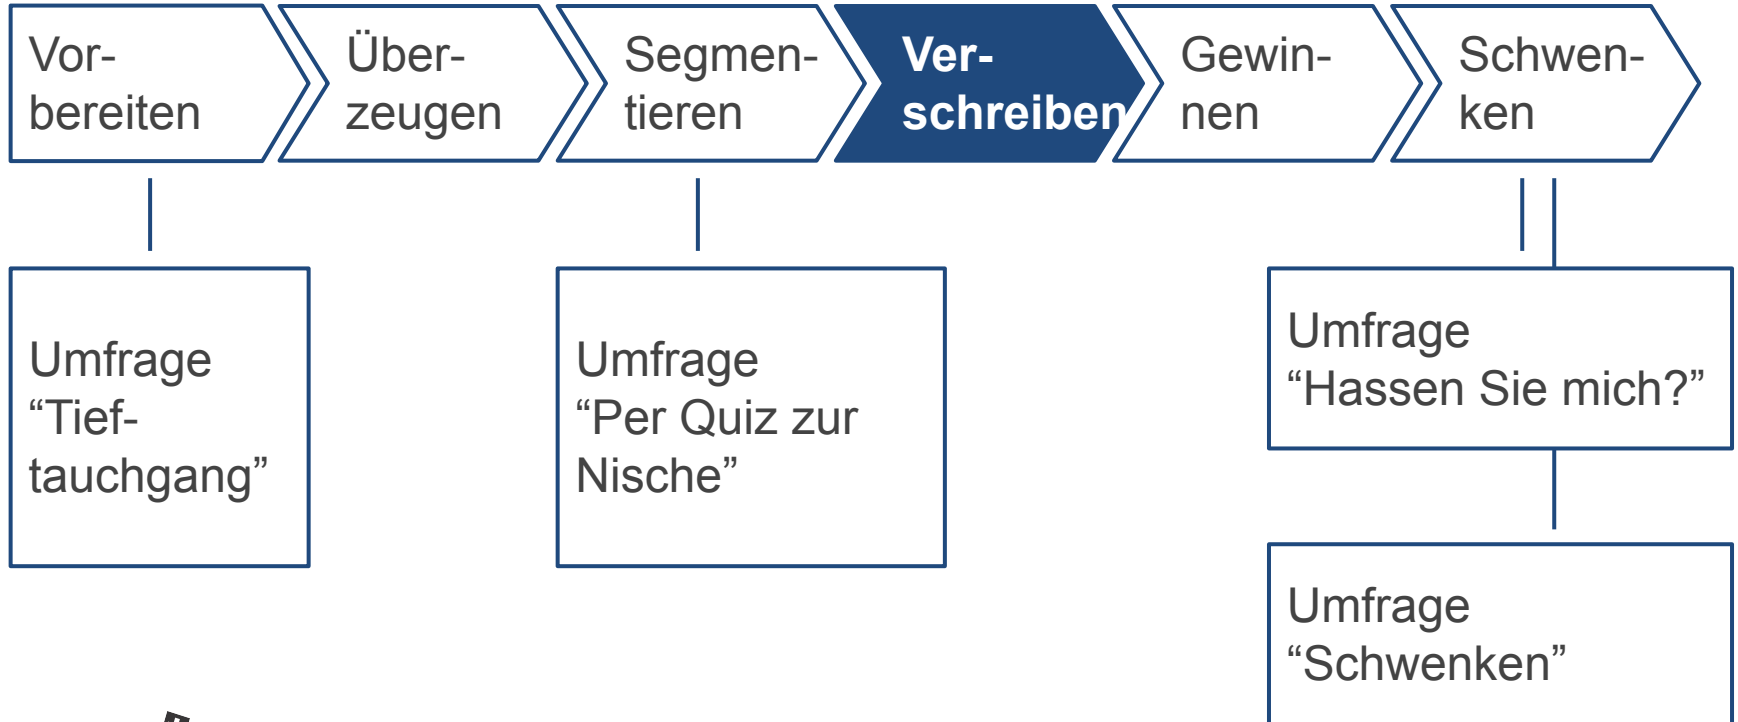 Vor-
bereiten
Über-
zeugen
Segmen-
tieren
Ver-
schreiben
Gewin-
nen
Schwen-
ken
Umfrage
“Tief-
tauchgang”
Umfrage
“Per Quiz zur
Nische”
Umfrage
“Hassen Sie mich?”
Umfrage
“Schwenken”